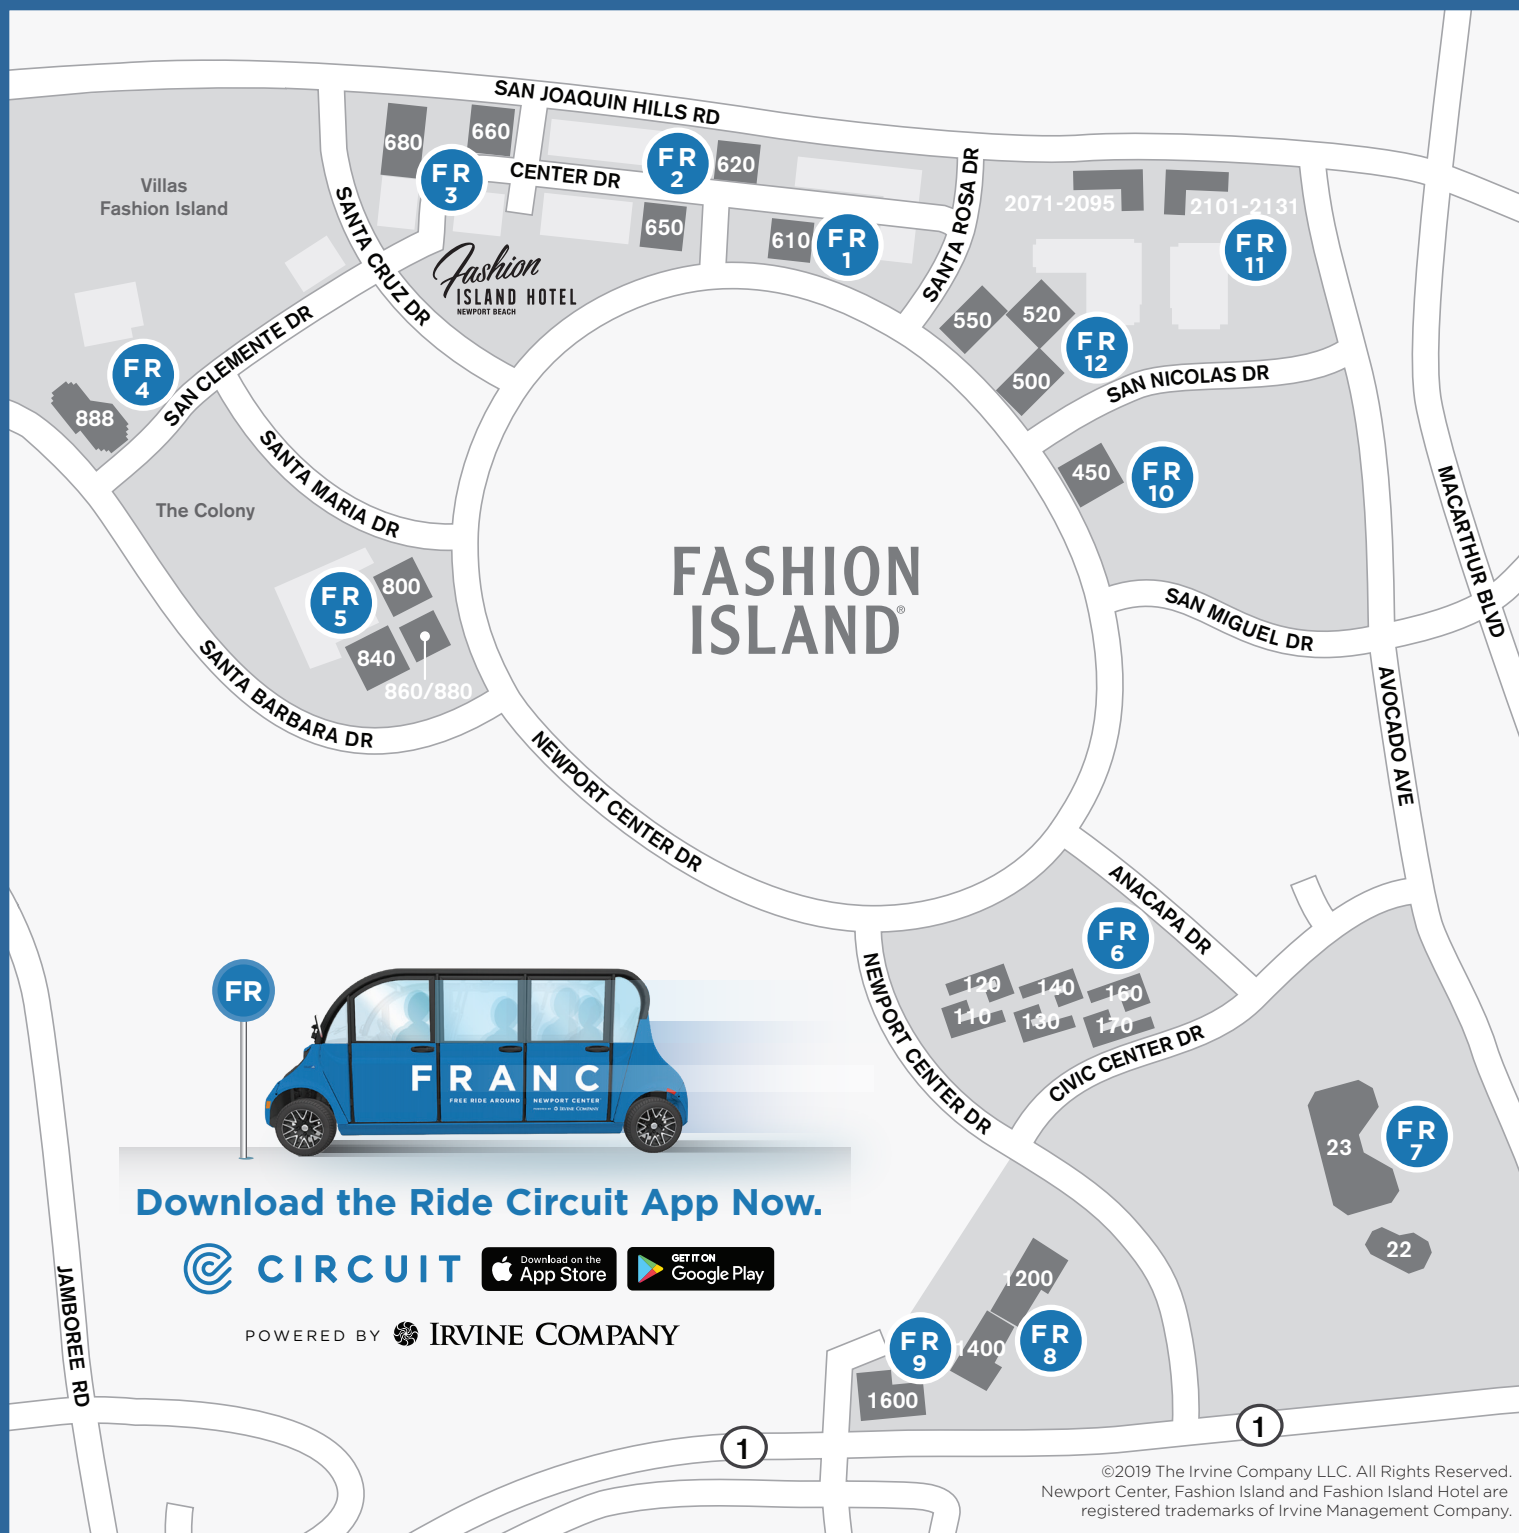 SAN JOAQUIN HILLS RD
680
660
FR
3
CENTER DR
FR
2
620
650
610
FR
1
SANTA ROSA DR
2071-2095
2101-2131
FR
11
Villas
Fashion Island
SANTA CRUZ DR
Fashion
ISLAND HOTEL
NEWPORT BEACH
550
520
500
FR
12
SAN NICOLAS DR
FR
4
888
SAN CLEMENTE DR
SANTA MARIA DR
The Colony
450
FR
10
MACARTHUR BLVD
FASHION
ISLAND®
FR
5
800
840
860/880
SANTA BARBARA DR
SAN MIGUEL DR
AVOCADO AVE
NEWPORT CENTER DR
ANACAPA DR
FR
6
120
140
160
110
130
170
NEWPORT CENTER DR
CIVIC CENTER DR
FR
FRANC
FREE RIDE AROUND NEWPORT CENTER
POWERED BY IRVINE COMPANY
23
FR
7
22
Download the Ride Circuit App Now.
CIRCUIT
Download on the
App Store
GET IT ON
Google Play
POWERED BY IRVINE COMPANY
JAMBOREE RD
1200
FR
8
1400
FR
9
1600
1
1
©2019 The Irvine Company LLC. All Rights Reserved.
Newport Center, Fashion Island and Fashion Island Hotel are
registered trademarks of Irvine Management Company.